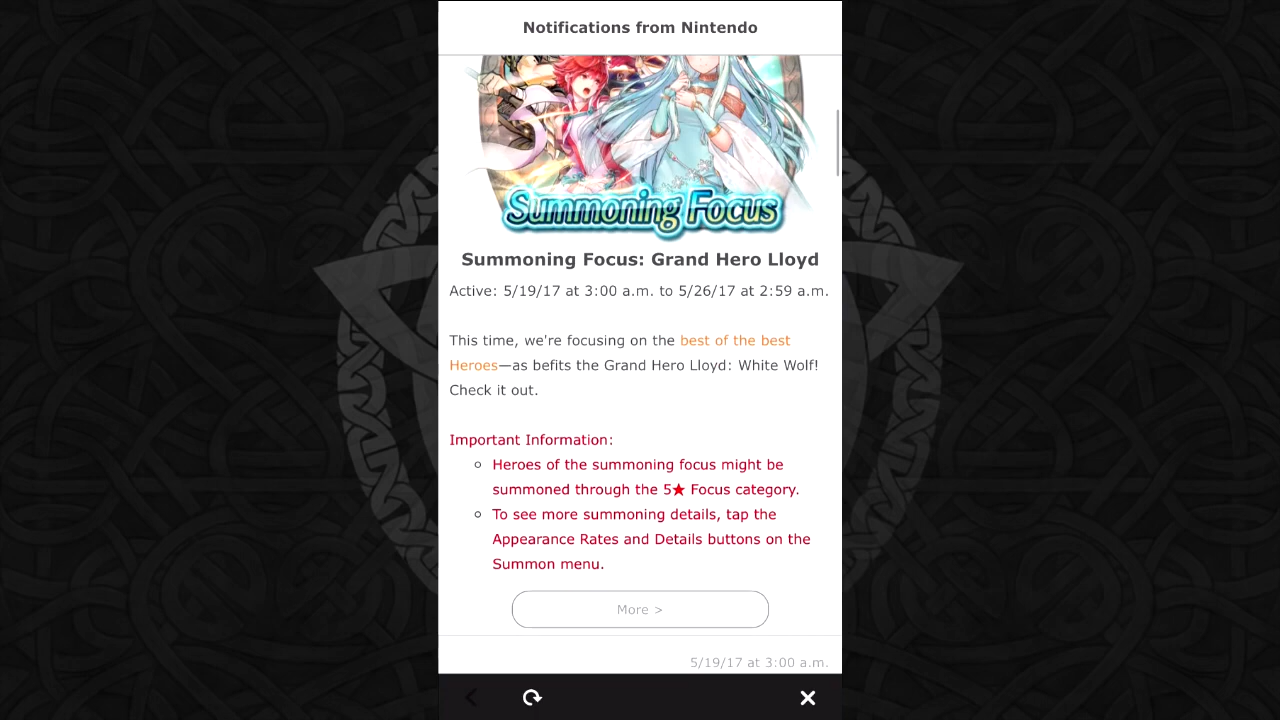 Notifications from Nintendo
Summoning Focus
Summoning Focus: Grand Hero Lloyd
Active: 5/19/17 at 3:00 a.m. to 5/26/17 at 2:59 a.m.
This time, we're focusing on the best of the best
Heroes—as befits the Grand Hero Lloyd: White Wolf!
Check it out.
Important Information:
Heroes of the summoning focus might be
summoned through the 5★ Focus category.
To see more summoning details, tap the
Appearance Rates and Details buttons on the
Summon menu.
More >
5/19/17 at 3:00 a.m.